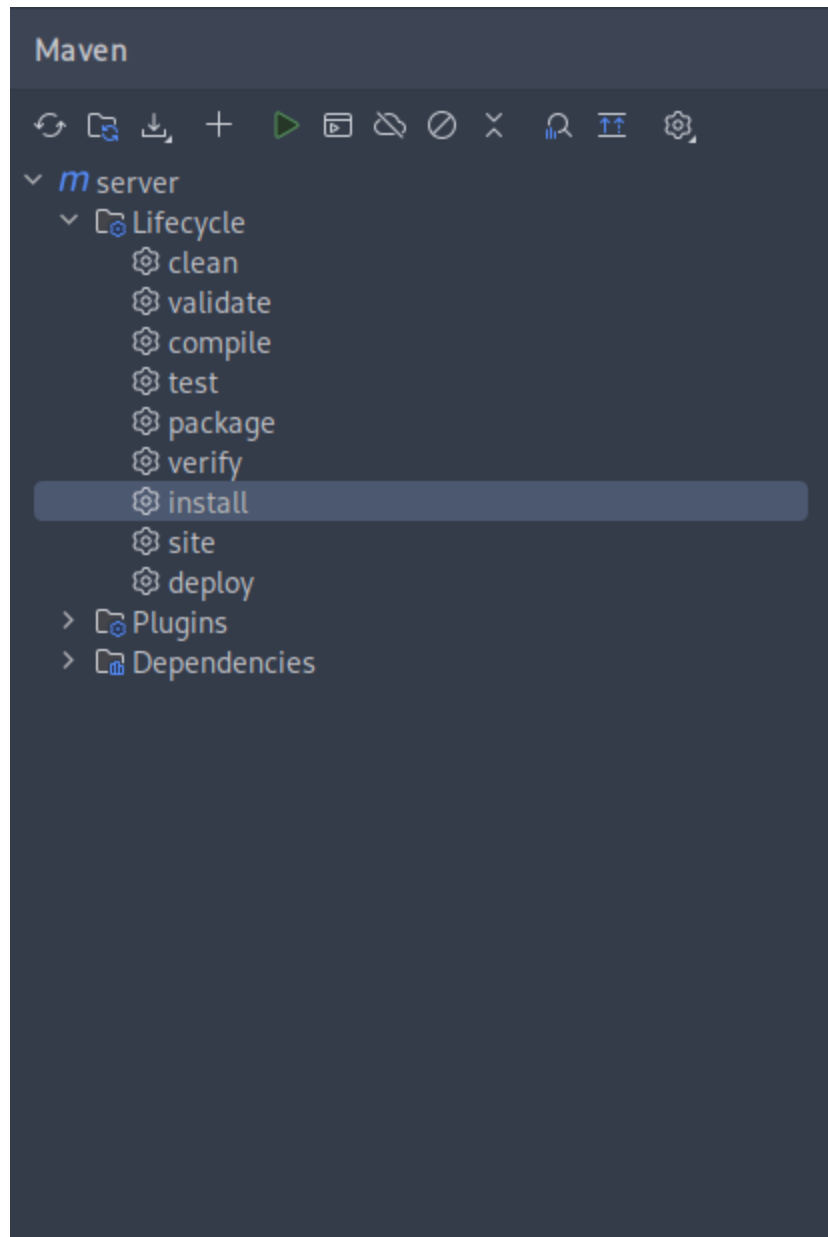 Maven
m server
Lifecycle
clean
validate
compile
test
package
verify
install
site
deploy
Plugins
Dependencies